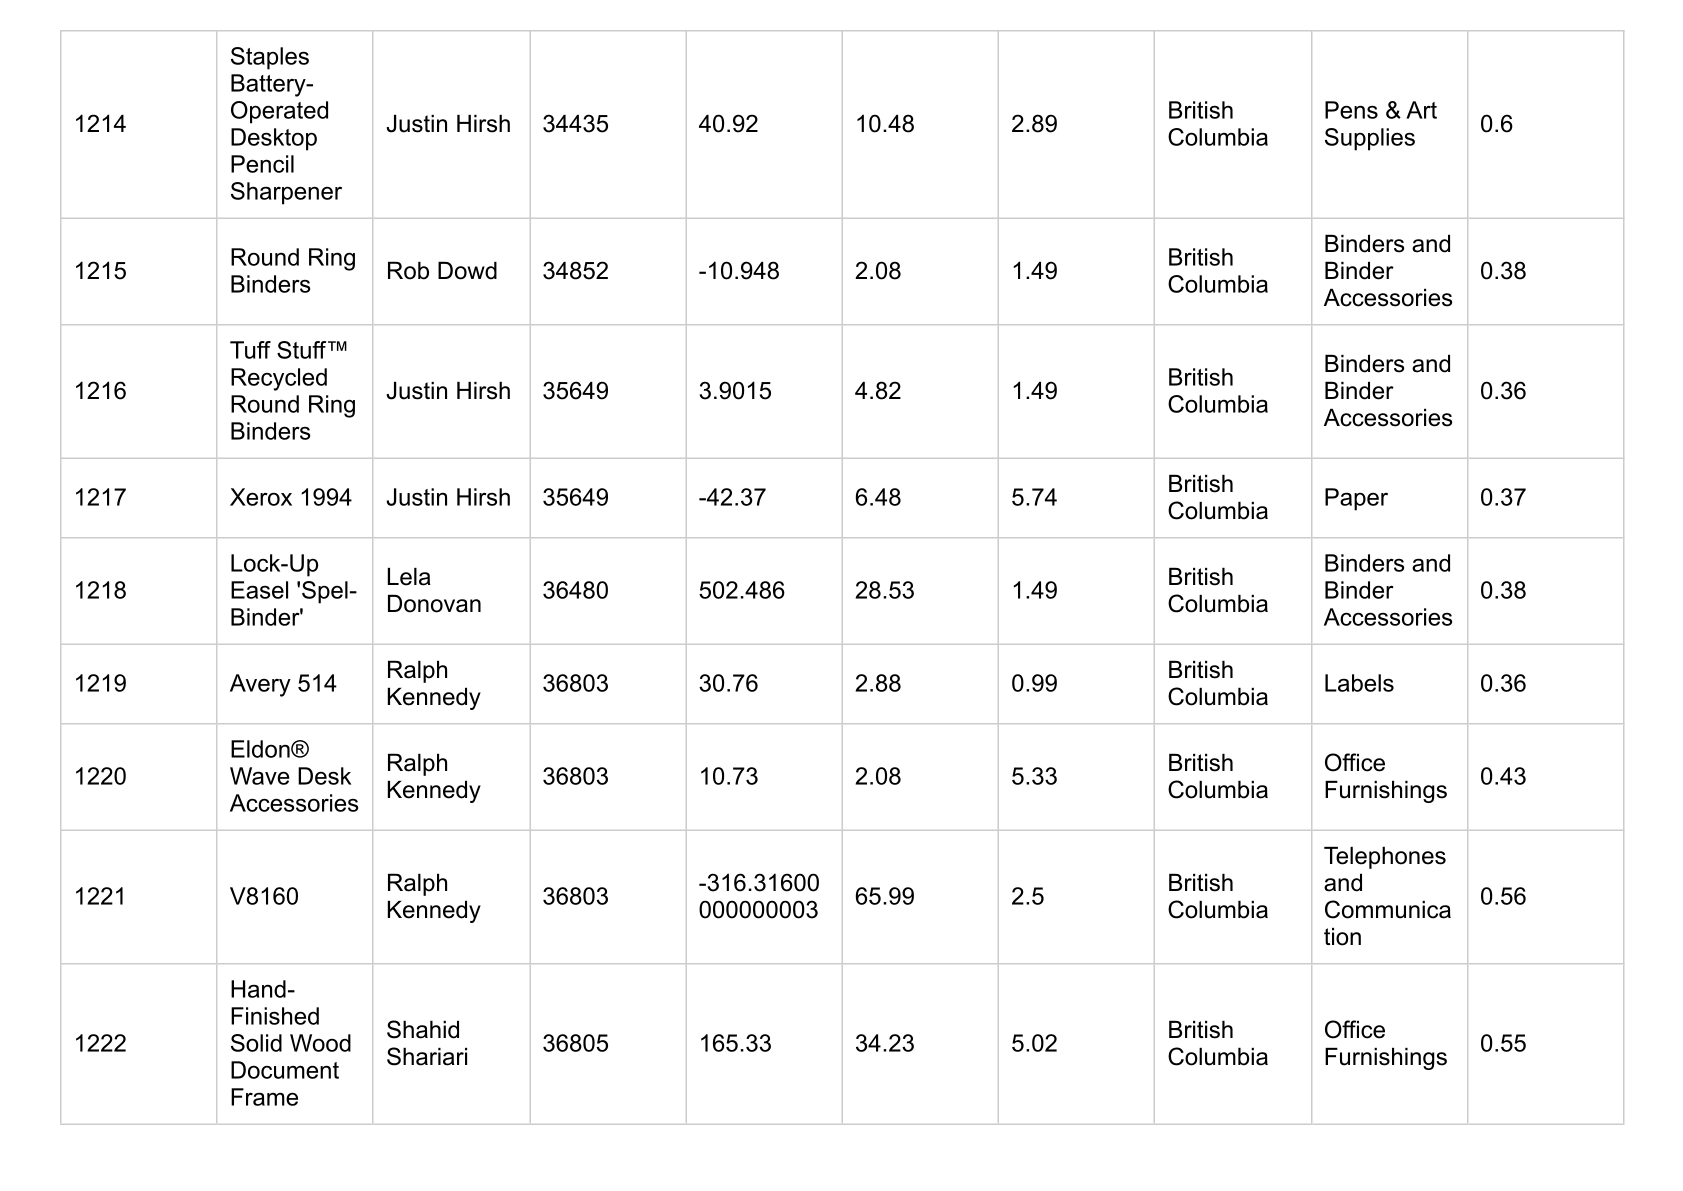 1214
Staples
Battery-
Operated
Desktop
Pencil
Sharpener
Justin Hirsh
34435
40.92
10.48
2.89
British
Columbia
Pens & Art
Supplies
0.6
1215
Round Ring
Binders
Rob Dowd
34852
-10.948
2.08
1.49
British
Columbia
Binders and
Binder
Accessories
0.38
1216
Tuff Stuff™
Recycled
Round Ring
Binders
Justin Hirsh
35649
3.9015
4.82
1.49
British
Columbia
Binders and
Binder
Accessories
0.36
1217
Xerox 1994
Justin Hirsh
35649
-42.37
6.48
5.74
British
Columbia
Paper
0.37
1218
Lock-Up
Easel 'Spel-
Binder'
Lela
Donovan
36480
502.486
28.53
1.49
British
Columbia
Binders and
Binder
Accessories
0.38
1219
Avery 514
Ralph
Kennedy
36803
30.76
2.88
0.99
British
Columbia
Labels
0.36
1220
Eldon®
Wave Desk
Accessories
Ralph
Kennedy
36803
10.73
2.08
5.33
British
Columbia
Office
Furnishings
0.43
1221
V8160
Ralph
Kennedy
36803
-316.31600
000000003
65.99
2.5
British
Columbia
Telephones
and
Communica
tion
0.56
1222
Hand-
Finished
Solid Wood
Document
Frame
Shahid
Shariari
36805
165.33
34.23
5.02
British
Columbia
Office
Furnishings
0.55